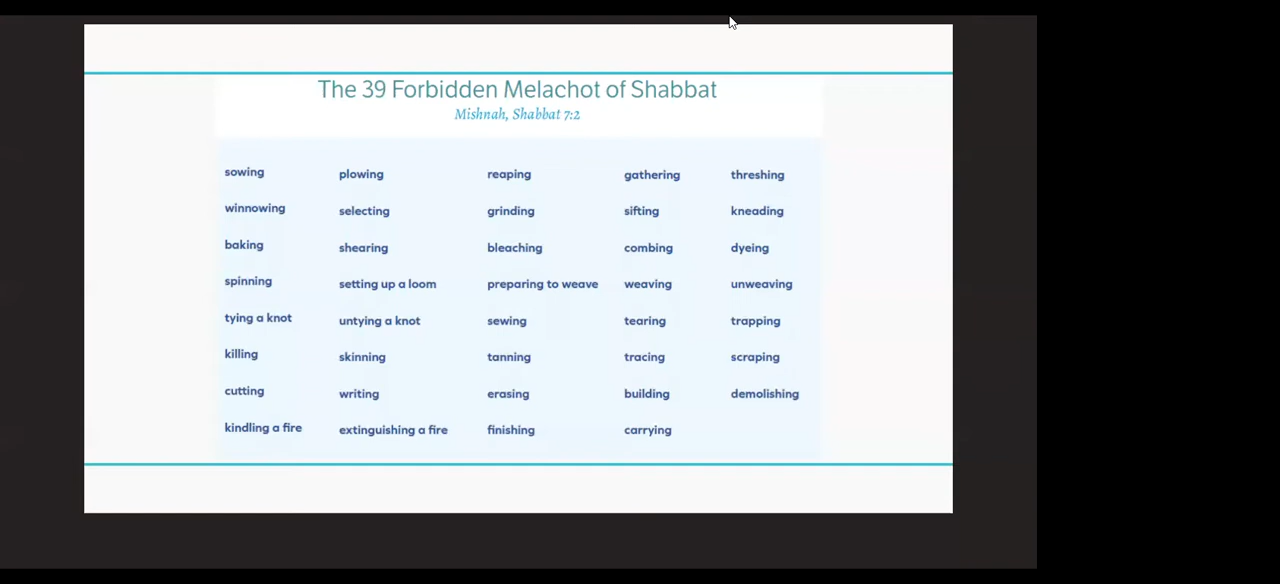 The 39 Forbidden Melachot of Shabbat
Mishnah, Shabbat 7:2
sowing plowing reaping gathering threshing
winnowing selecting grinding sifting kneading
baking shearing bleaching combing dyeing
spinning setting up a loom preparing to weave weaving unweaving
tying a knot untying a knot sewing tearing trapping
killing skinning tanning tracing scraping
cutting writing erasing building demolishing
kindling a fire extinguishing a fire finishing carrying